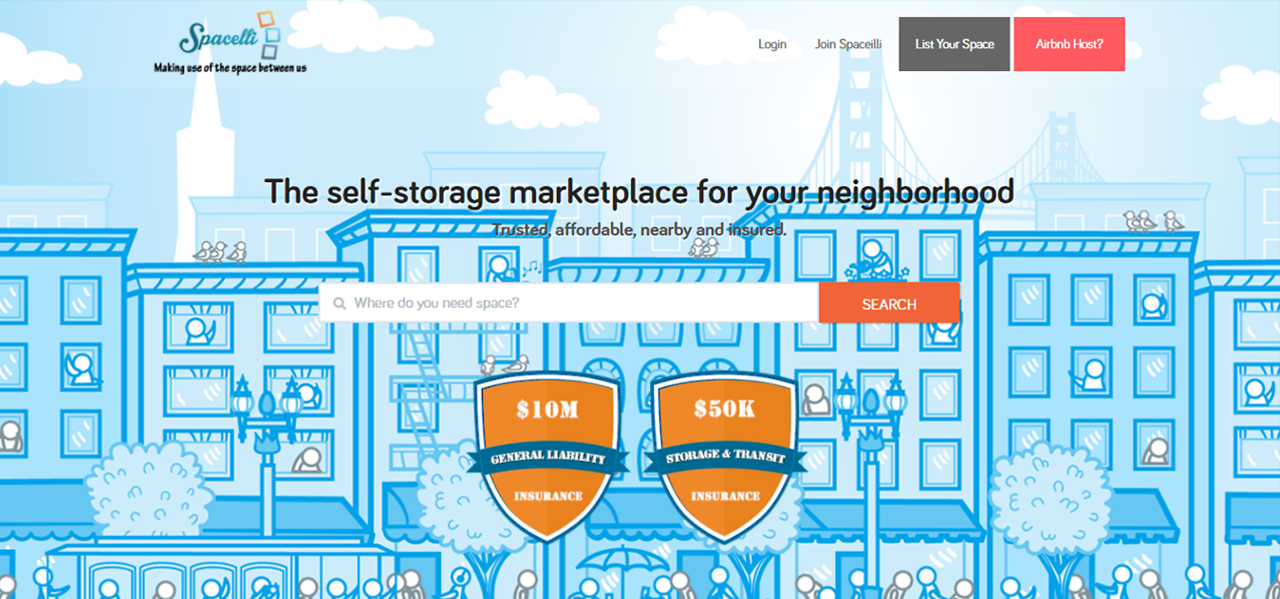 Spacelli
Making use of the space between us
Login
Join Spaceilli
List Your Space
Airbnb Host?
The self-storage marketplace for your neighborhood
Trusted, affordable, nearby and insured.
Where do you need space?
SEARCH
$10M
GENERAL LIABILITY
INSURANCE
$50K
STORAGE & TRANSIT
INSURANCE